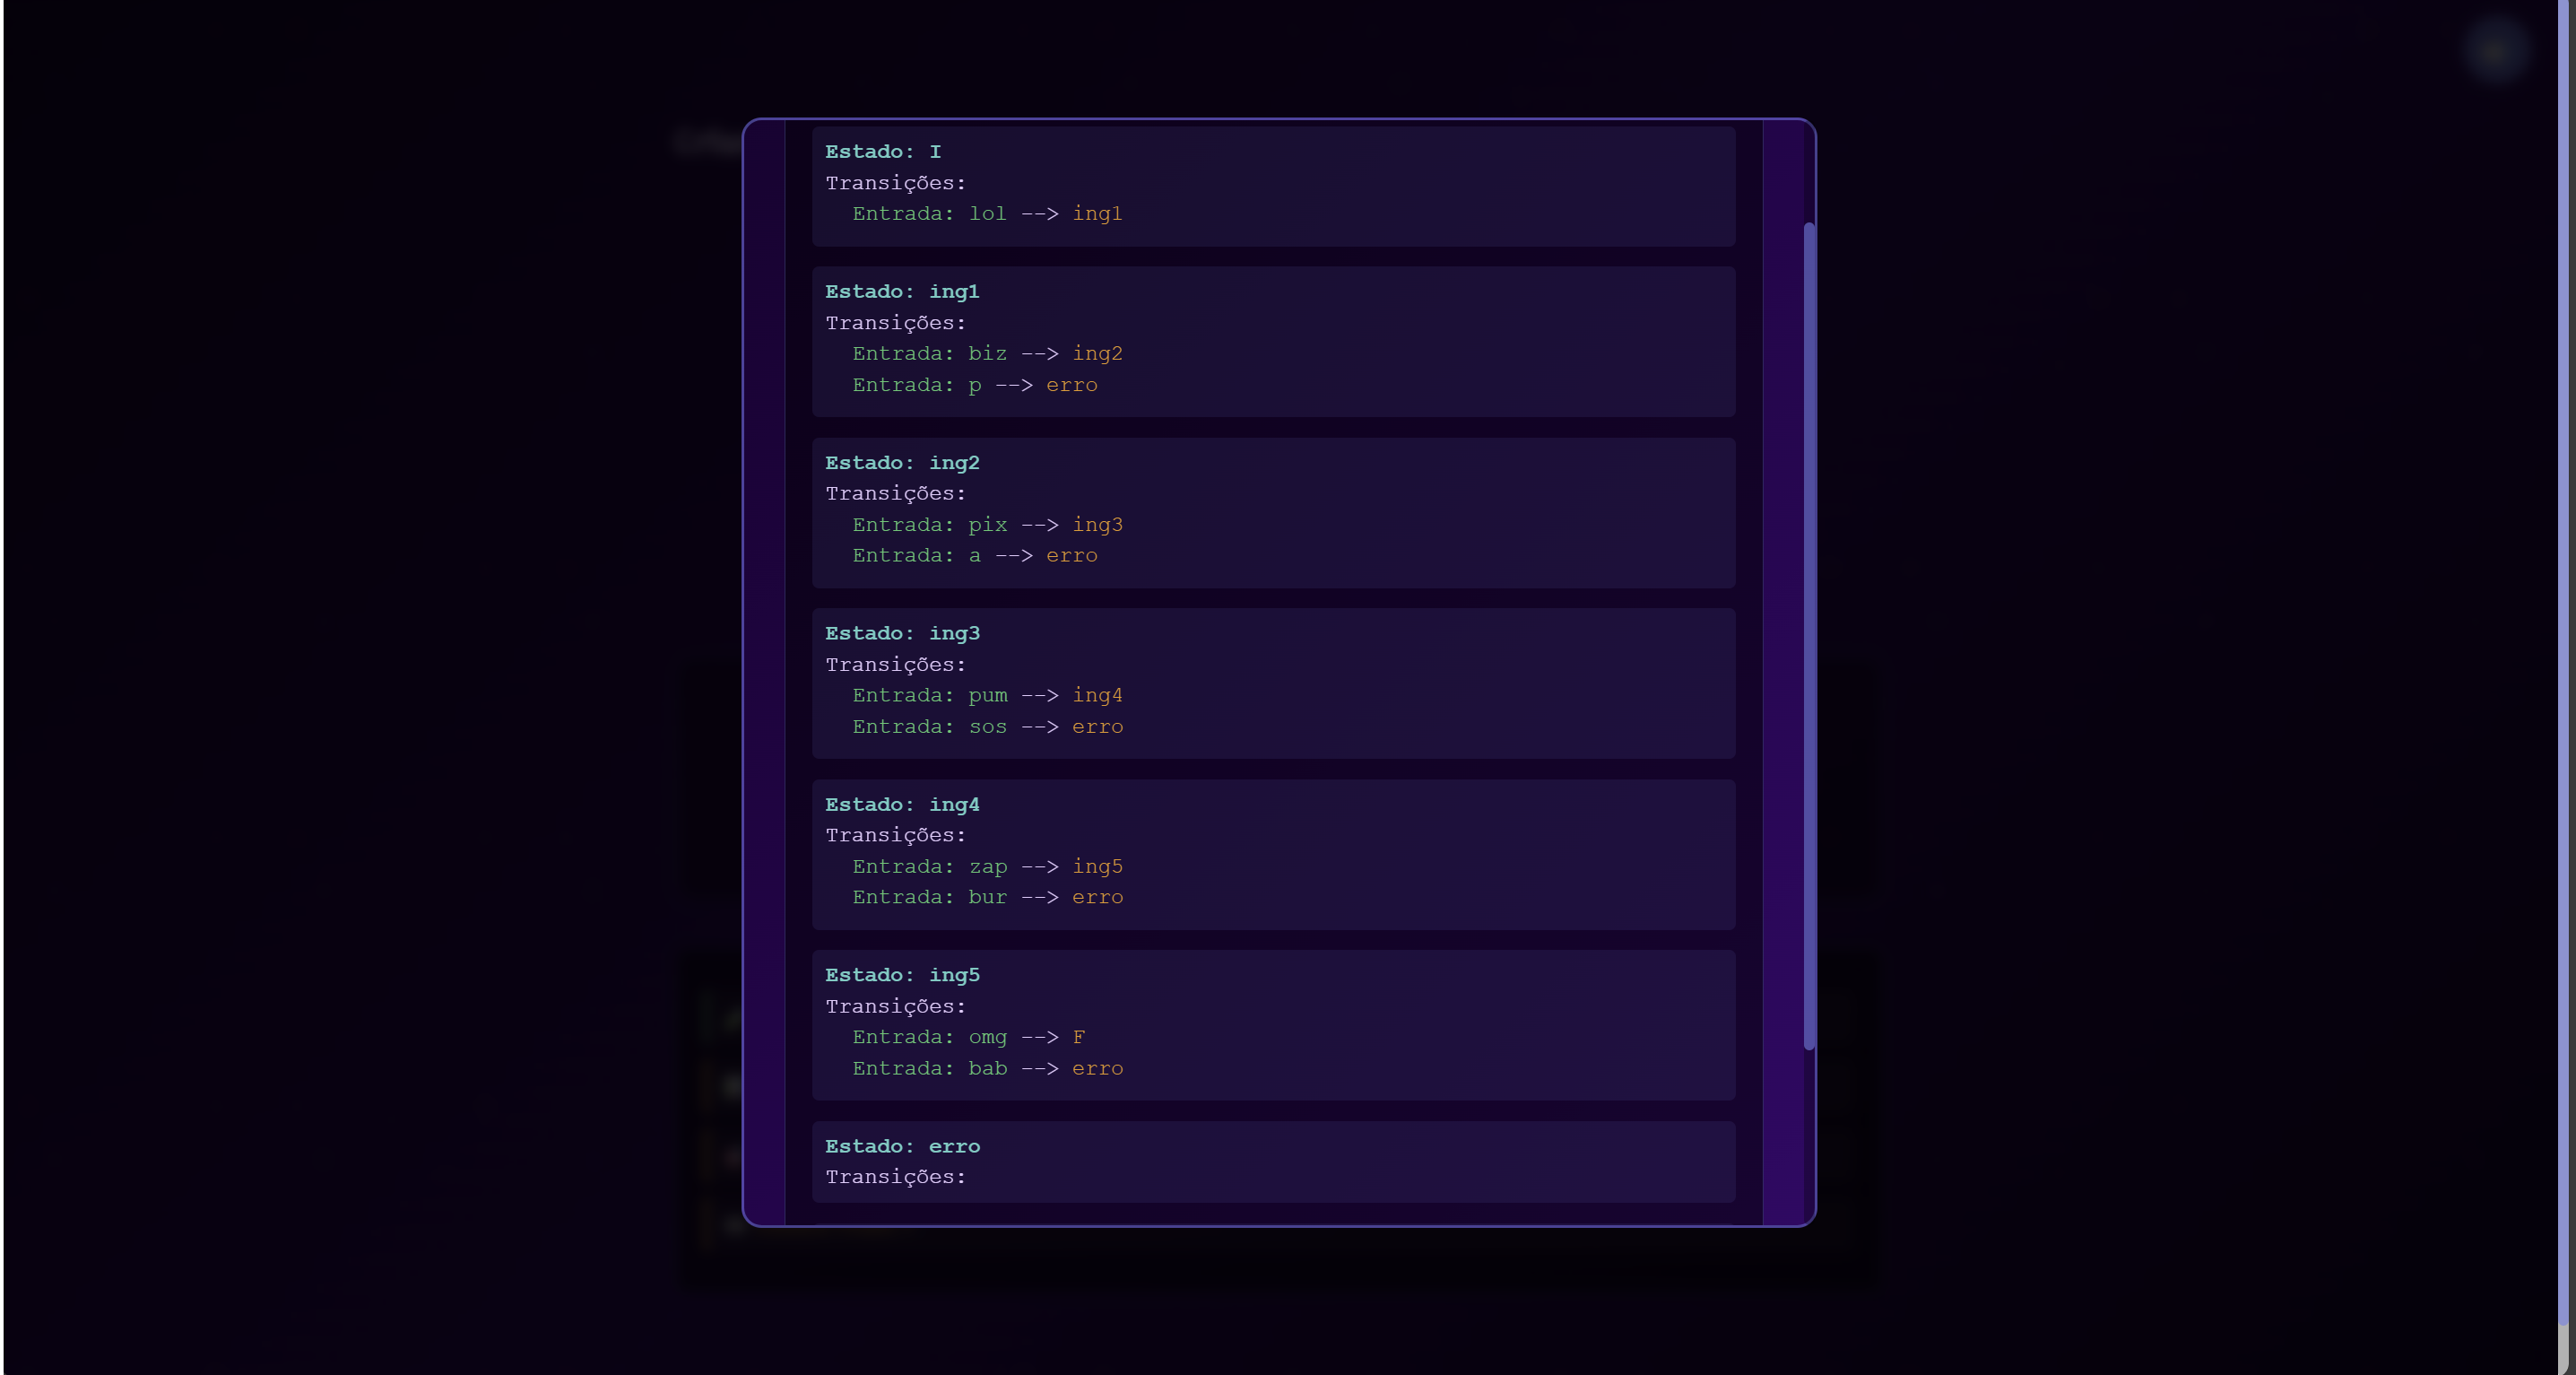 Estado: I
Transições:
Entrada: lol --> ing1
Estado: ing1
Transições:
Entrada: biz --> ing2
Entrada: p --> erro
Estado: ing2
Transições:
Entrada: pix --> ing3
Entrada: a --> erro
Estado: ing3
Transições:
Entrada: pum --> ing4
Entrada: sos --> erro
Estado: ing4
Transições:
Entrada: zap --> ing5
Entrada: bur --> erro
Estado: ing5
Transições:
Entrada: omg --> F
Entrada: bab --> erro
Estado: erro
Transições: